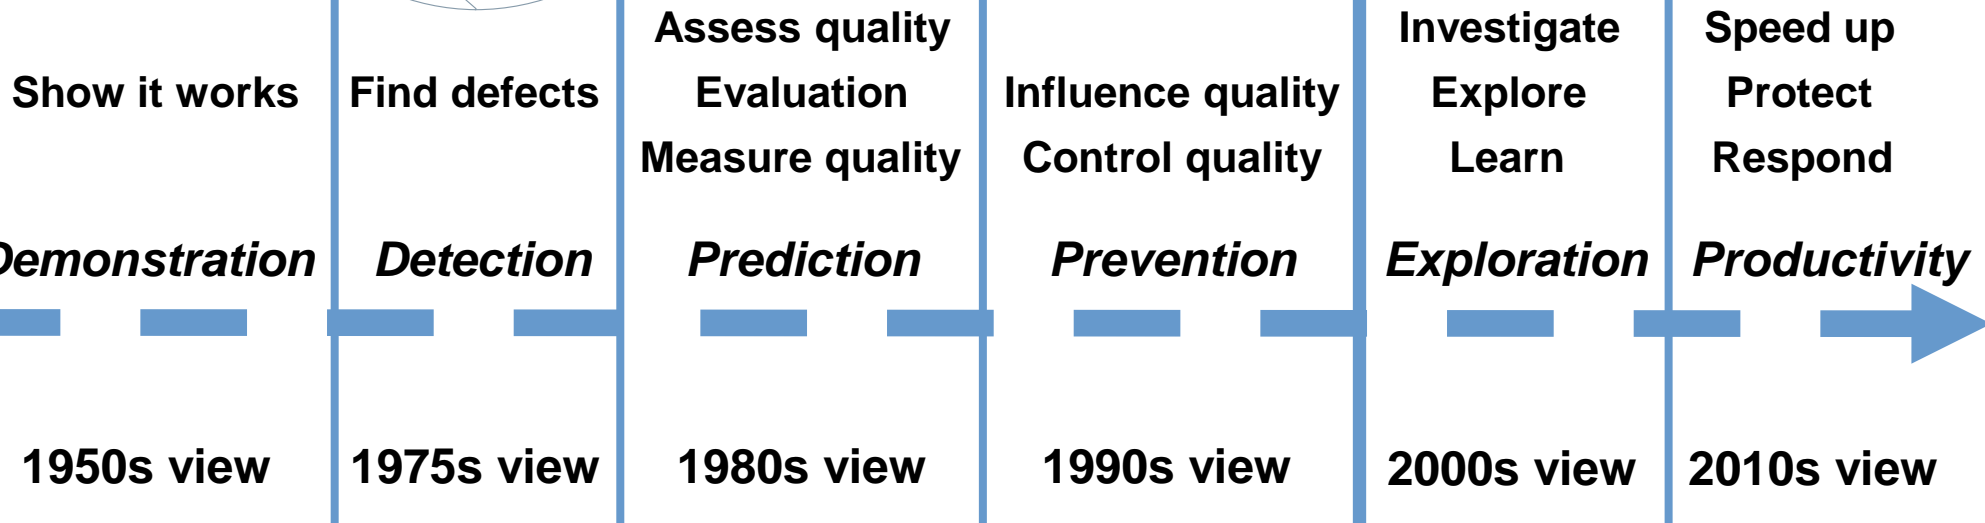 Show it works
Find defects
Assess quality
Evaluation
Measure quality
Influence quality
Control quality
Investigate
Explore
Learn
Speed up
Protect
Respond
Demonstration
Detection
Prediction
Prevention
Exploration
Productivity
1950s view
1975s view
1980s view
1990s view
2000s view
2010s view